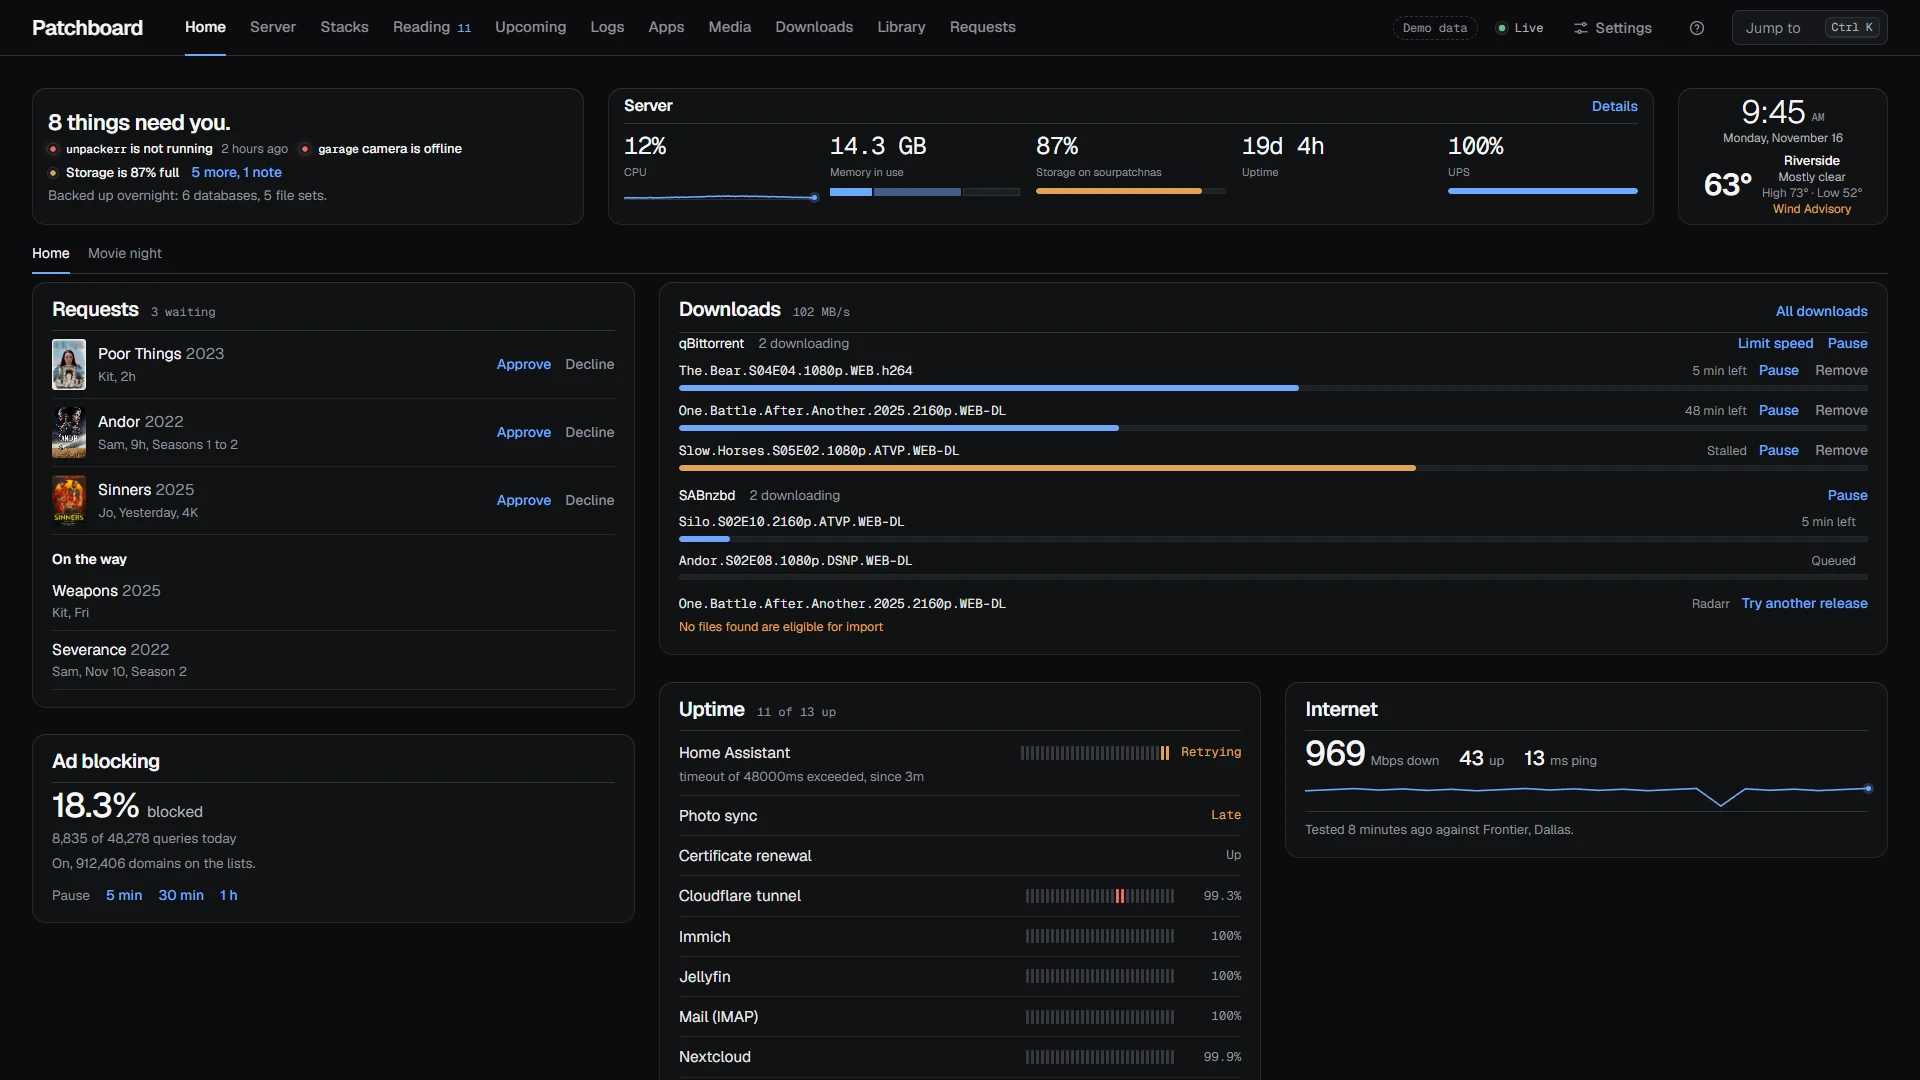 Patchboard Home Server Stacks Reading 11 Upcoming Logs Apps Media Downloads Library Requests Demo data Live Settings Jump to Ctrl K
8 things need you.
unpackerr is not running 2 hours ago garage camera is offline
Storage is 87% full 5 more, 1 note
Backed up overnight: 6 databases, 5 file sets.
Server Details
12% 14.3 GB 87% 19d 4h 100%
CPU Memory in use Storage on sourpatchnas Uptime UPS
9:45 AM
Monday, November 16
63°
Riverside
Mostly clear
High 73° · Low 52°
Wind Advisory
Home Movie night
Requests 3 waiting
Poor Things 2023
Kit, 2h
Approve Decline
Andor 2022
Sam, 9h, Seasons 1 to 2
Approve Decline
SINNERS
Sinners 2025
Jo, Yesterday, 4K
Approve Decline
On the way
Weapons 2025
Kit, Fri
Severance 2022
Sam, Nov 10, Season 2
Ad blocking
18.3% blocked
8,835 of 48,278 queries today
On, 912,406 domains on the lists.
Pause 5 min 30 min 1 h
Downloads 102 MB/s All downloads
qBittorrent 2 downloading Limit speed Pause
The.Bear.S04E04.1080p.WEB.h264 5 min left Pause Remove
One.Battle.After.Another.2025.2160p.WEB-DL 48 min left Pause Remove
Slow.Horses.S05E02.1080p.ATVP.WEB-DL Stalled Pause Remove
SABnzbd 2 downloading Pause
Silo.S02E10.2160p.ATVP.WEB-DL 5 min left
Andor.S02E08.1080p.DSNP.WEB-DL Queued
One.Battle.After.Another.2025.2160p.WEB-DL Radarr Try another release
No files found are eligible for import
Uptime 11 of 13 up
Home Assistant Retrying
timeout of 48000ms exceeded, since 3m
Photo sync Late
Certificate renewal Up
Cloudflare tunnel 99.3%
Immich 100%
Jellyfin 100%
Mail (IMAP) 100%
Nextcloud 99.9%
Internet
969 Mbps down 43 up 13 ms ping
Tested 8 minutes ago against Frontier, Dallas.